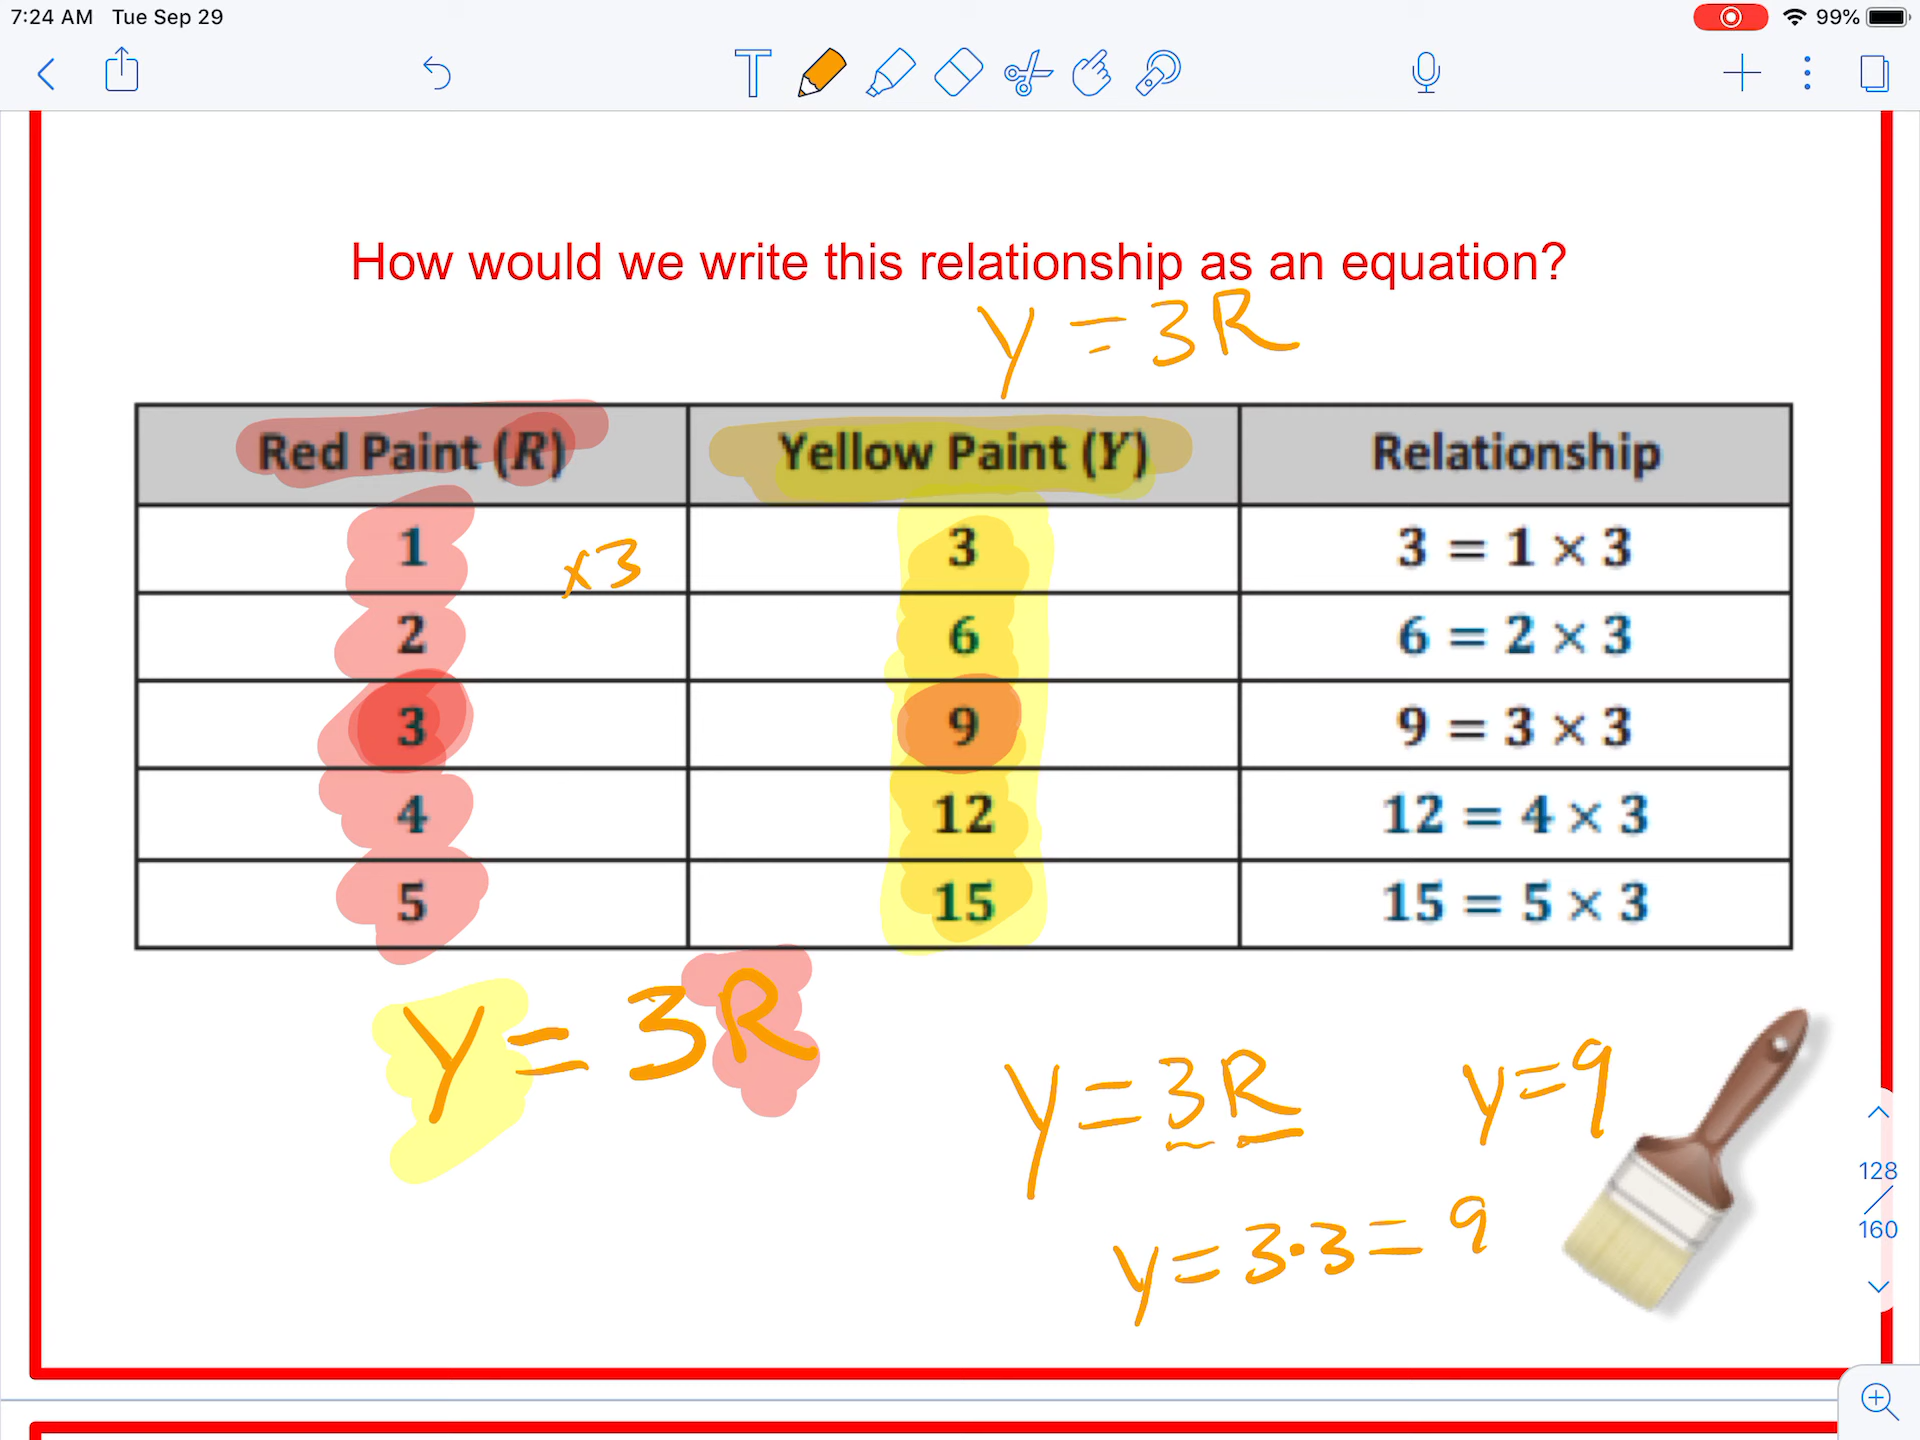 7:24 AM Tue Sep 29 99%
T
How would we write this relationship as an equation?
y = 3R
Red Paint (R) Yellow Paint (Y) Relationship
1 x3 3 3 = 1 × 3
2 6 6 = 2 × 3
3 9 9 = 3 × 3
4 12 12 = 4 × 3
5 15 15 = 5 × 3
Y = 3R
y = 3R y=9
y = 3·3 = 9
128
/
160